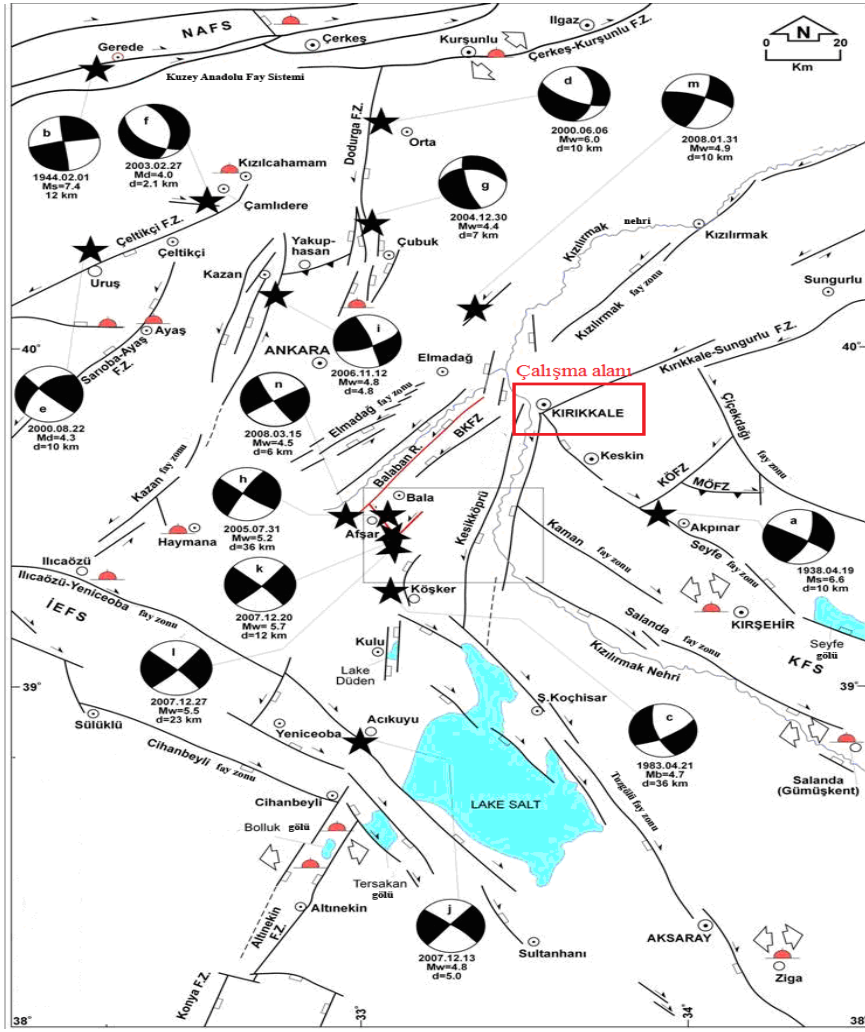 NAFS
Gerede
Çerkeş
Kurşunlu
Ilgaz
Çerkeş-Kurşunlu F.Z.
N
0 20
Km
Kuzey Anadolu Fay Sistemi
b
1944.02.01
Ms=7.4
12 km
f
2003.02.27
Md=4.0
d=2.1 km
Kızılcahamam
Çamlıdere
Dodurga F.Z.
Orta
d
2000.06.06
Mw=6.0
d=10 km
m
2008.01.31
Mw=4.9
d=10 km
g
2004.12.30
Mw=4.4
d=7 km
Çeltikçi F.Z.
Çeltikçi
Uruş
Yakup-
hasan
Çubuk
Kazan
Kızılırmak
nehri
Kızılırmak
Sungurlu
Kızılırmak fay zonu
Ayaş
Sarıoba-Ayaş
F.Z.
40
ANKARA
i
2006.11.12
Mw=4.8
d=4.8
Elmadağ
Kırıkkale-Sungurlu F.Z.
40
Çalışma alanı
KIRIKKALE
e
2000.08.22
Md=4.3
d=10 km
n
2008.03.15
Mw=4.5
d=6 km
Elmadağ fay zonu
Balaban R.
BKFZ
Keskin
Çiçekdağı fay zonu
KÖFZ
MÖFZ
Kazan fay zonu
h
2005.07.31
Mw=5.2
d=36 km
Bala
Afşar
Kesikköprü
Akpınar
a
1938.04.19
Ms=6.6
d=10 km
Haymana
Ilıcaözü
Kaman fay zonu
Seyfe fay zonu
k
2007.12.20
Mw= 5.7
d=12 km
Köşker
Ilıcaözü-Yeniceoba fay zonu
İEFS
KIRŞEHİR
Seyfe
gölü
Salanda fay zonu
KFS
Kızılırmak Nehri
l
2007.12.27
Mw=5.5
d=23 km
Kulu
Lake
Düden
39
39
Sülüklü
Yeniceoba
Acıkuyu
Ş.Koçhisar
c
1983.04.21
Mb=4.7
d=36 km
Cihanbeyli fay zonu
Salanda
(Gümüşkent)
Cihanbeyli
LAKE SALT
Tuzgölü fay zonu
Bolluk gölü
Tersakan
gölü
Altınekin
Altınekin
F.Z.
j
2007.12.13
Mw=4.8
d=5.0
Sultanhanı
AKSARAY
Ziga
Konya F.Z.
38°
33
34
38